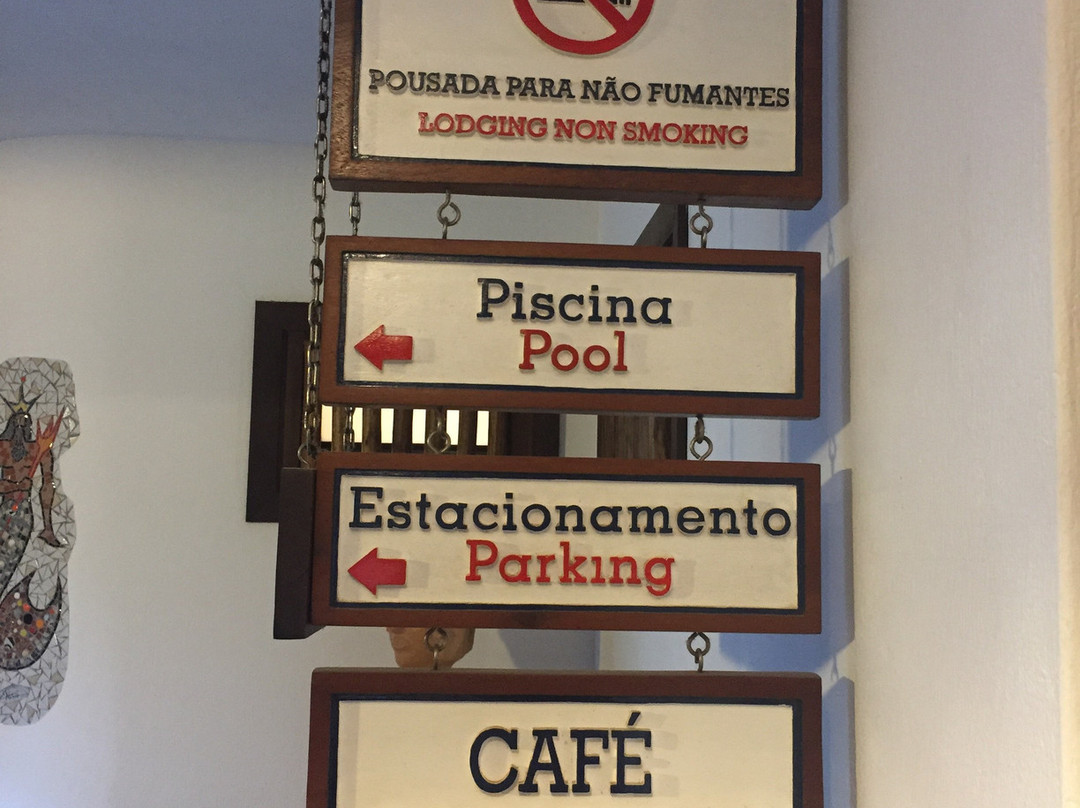 POUSADA PARA NÃO FUMANTES
LODGING NON SMOKING
Piscina
Pool
Estacionamento
Parking
CAFÉ